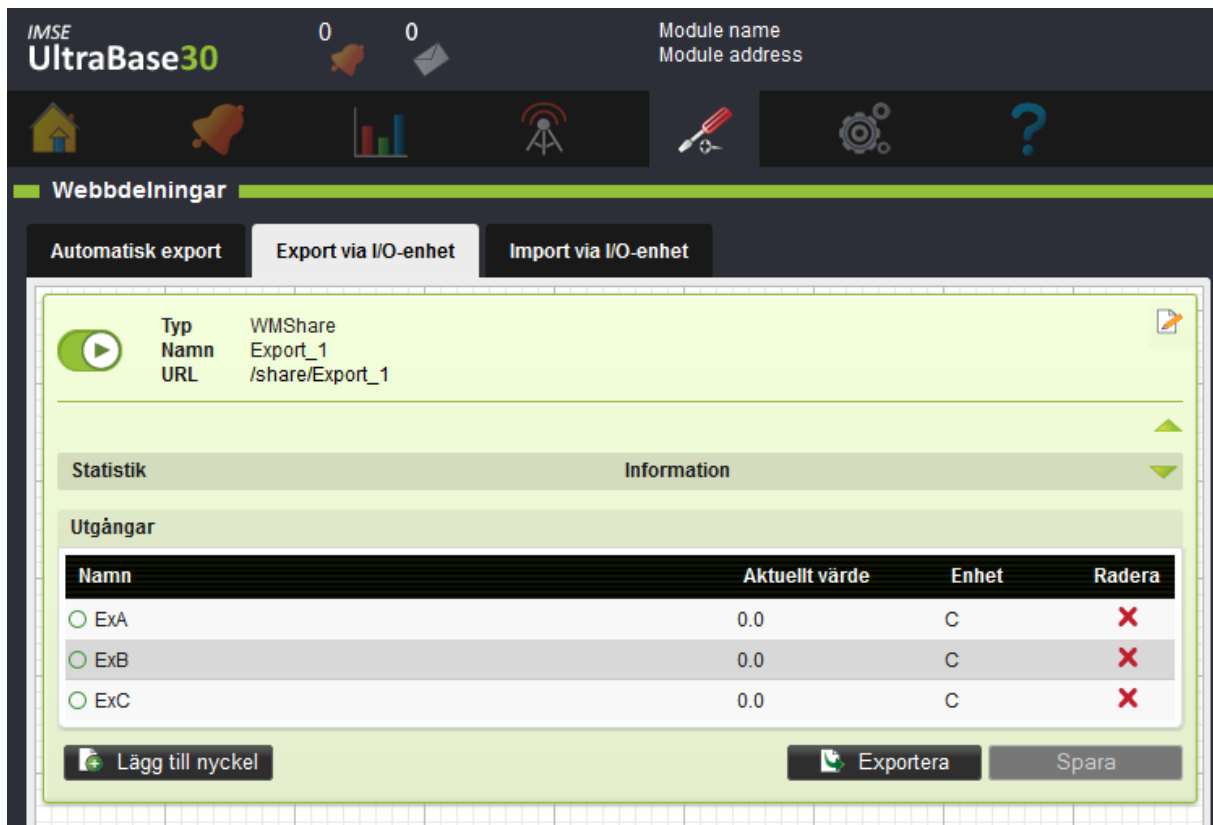 IMSE
UltraBase30
0
0
Module name
Module address
Webbdelningar
Automatisk export
Export via I/O-enhet
Import via I/O-enhet
Typ WMShare
Namn Export_1
URL /share/Export_1
Statistik Information
Utgångar
Namn Aktuellt värde Enhet Radera
ExA 0.0 C
ExB 0.0 C
ExC 0.0 C
Lägg till nyckel
Exportera
Spara